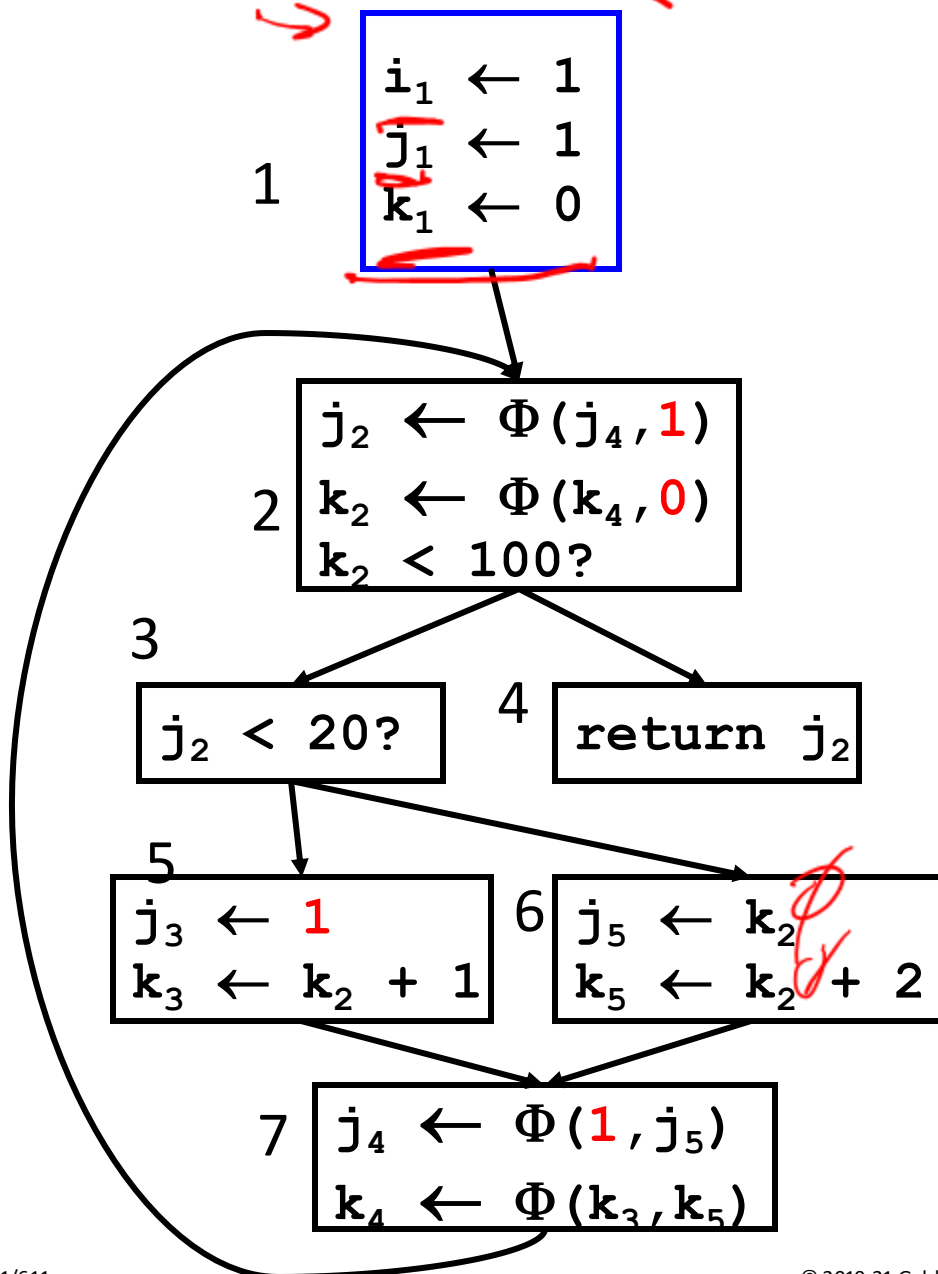 i₁ ← 1
j₁ ← 1
k₁ ← 0
1
j₂ ← Φ(j₄,1)
k₂ ← Φ(k₄,0)
k₂ < 100?
2
3
j₂ < 20?
4
return j₂
5
j₃ ← 1
k₃ ← k₂ + 1
6
j₅ ← k₂
k₅ ← k₂ + 2
7
j₄ ← Φ(1,j₅)
k₄ ← Φ(k₃,k₅)